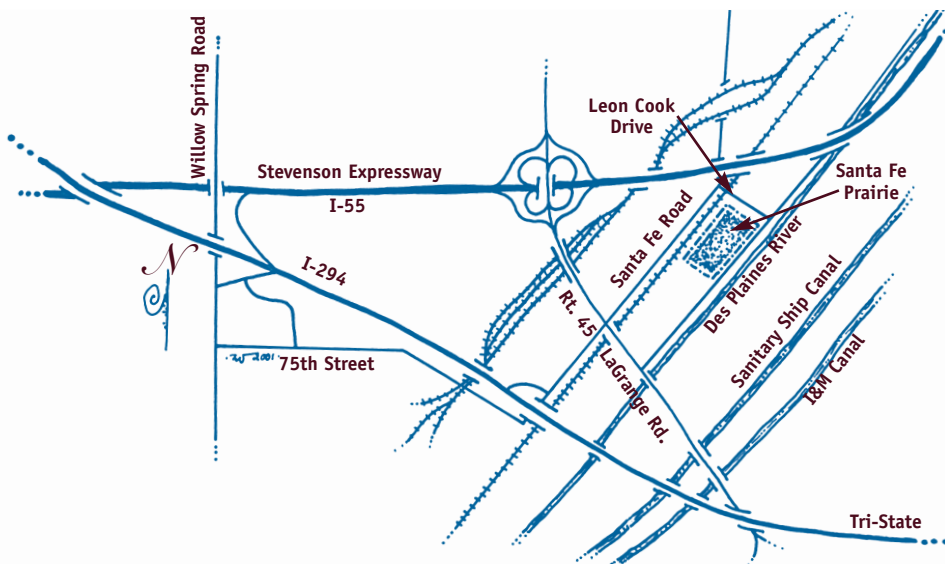 Willow Spring Road
Leon Cook
Drive
Stevenson Expressway
I-55
Santa Fe
Prairie
Santa Fe Road
N
I-294
Des Plaines River
Rt. 45
Sanitary Ship Canal
75th Street
LaGrange Rd.
I&M Canal
Tri-State